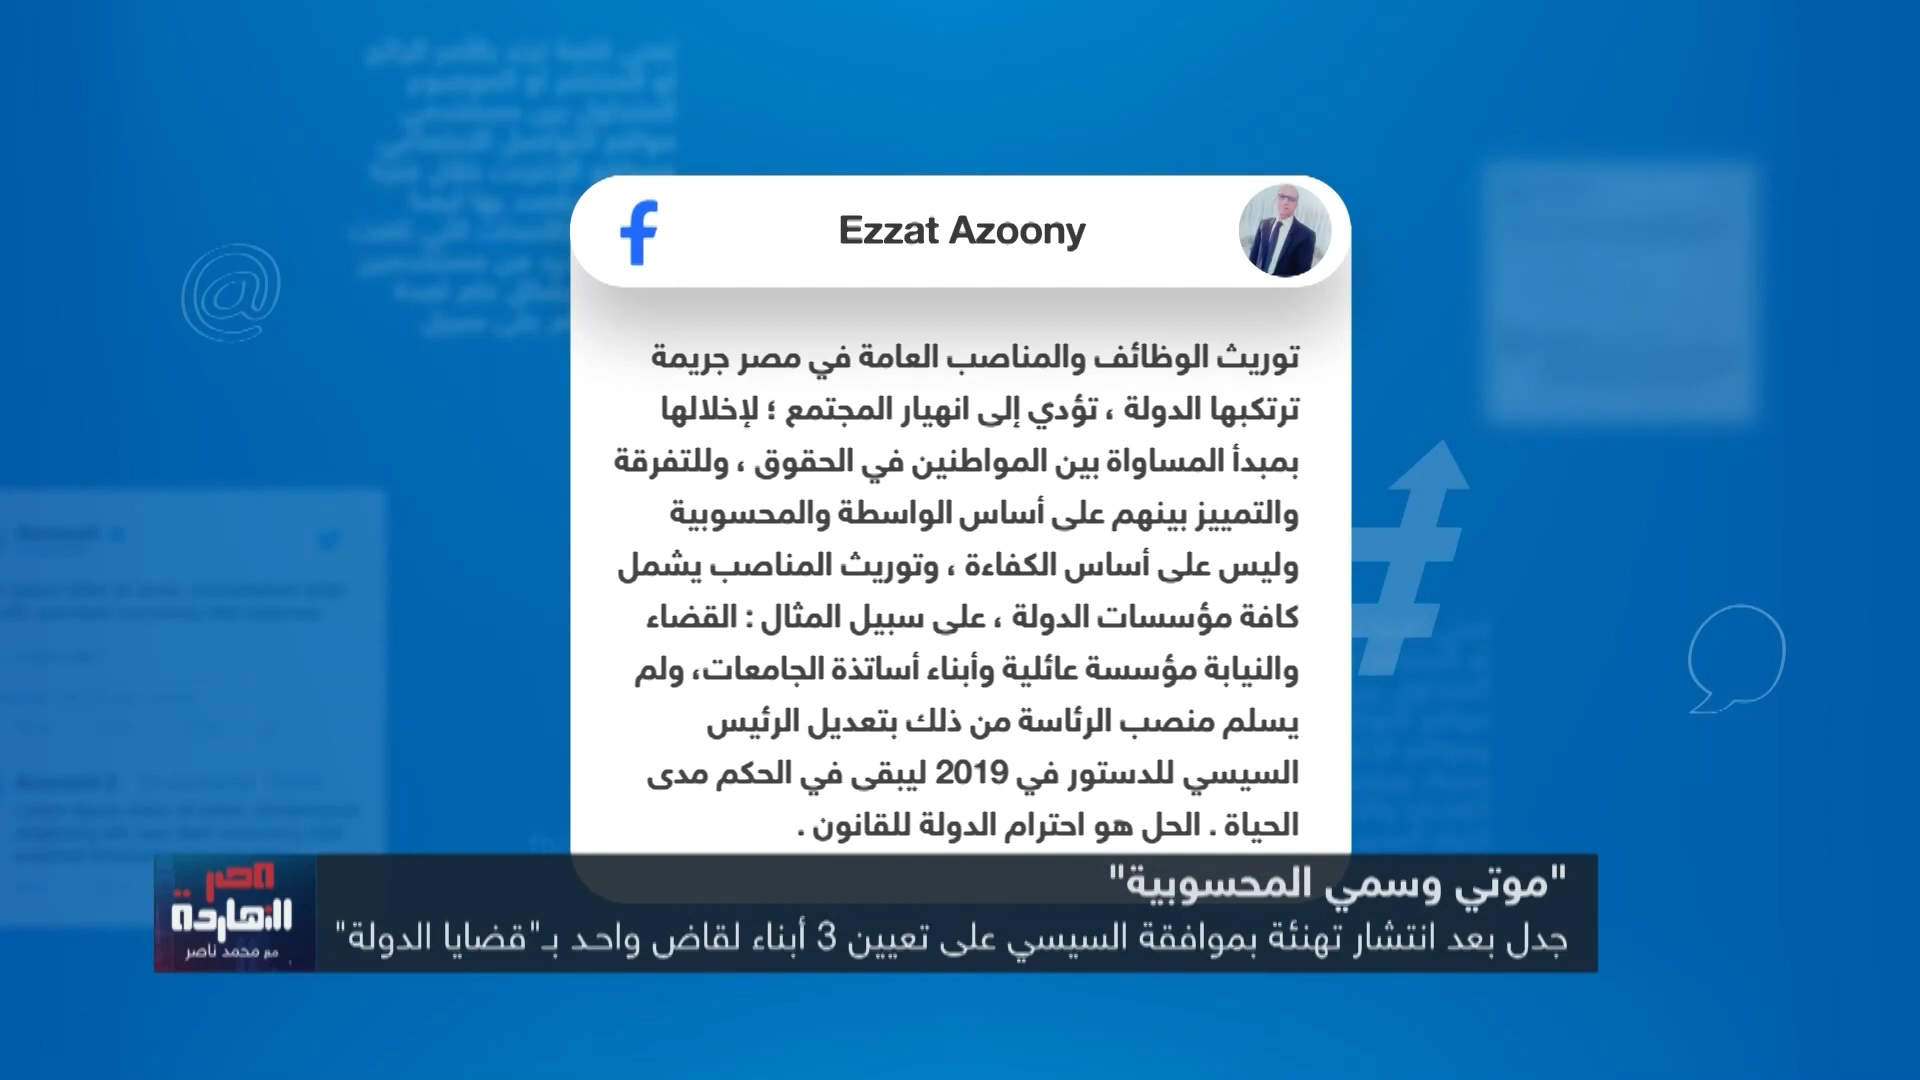 Ezzat Azoony
توريث الوظائف والمناصب العامة في مصر جريمة
ترتكبها الدولة ، تؤدي إلى انهيار المجتمع ؛ لإخلالها
بمبدأ المساواة بين المواطنين في الحقوق ، وللتفرقة
والتمييز بينهم على أساس الواسطة والمحسوبية
وليس على أساس الكفاءة ، وتوريث المناصب يشمل
كافة مؤسسات الدولة ، على سبيل المثال : القضاء
والنيابة مؤسسة عائلية وأبناء أساتذة الجامعات، ولم
يسلم منصب الرئاسة من ذلك بتعديل الرئيس
السيسي للدستور في 2019 ليبقى في الحكم مدى
الحياة . الحل هو احترام الدولة للقانون .
"موتي وسمي المحسوبية"
جدل بعد انتشار تهنئة بموافقة السيسي على تعيين 3 أبناء لقاض واحد بـ"قضايا الدولة"
مصر
النهاردة
مع محمد ناصر